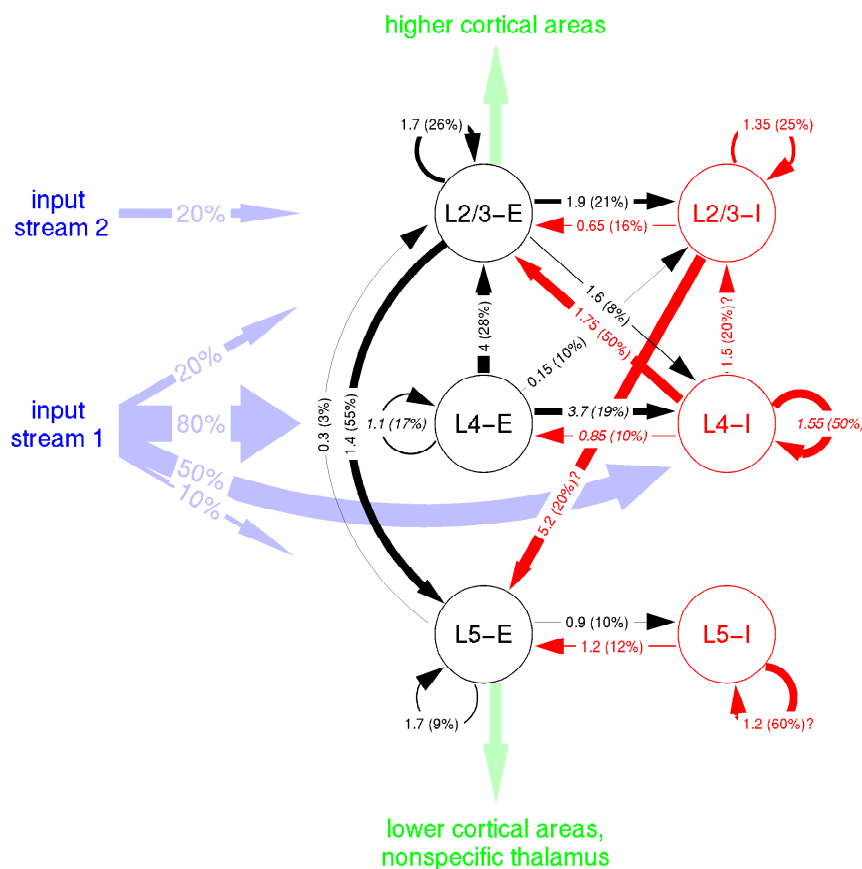 higher cortical areas
1.7 (26%)
1.35 (25%)
input
stream 2
20%
L2/3-E
1.9 (21%)
0.65 (16%)
L2/3-I
1.6 (8%)
1.75 (50%)
0.15 (10%)
4 (28%)
1.5 (20%)?
20%
input
stream 1
80%
50%
10%
0.3 (3%)
1.4 (55%)
1.1 (17%)
L4-E
3.7 (19%)
0.85 (10%)
L4-I
1.55 (50%)
5.2 (20%)?
L5-E
0.9 (10%)
1.2 (12%)
L5-I
1.7 (9%)
1.2 (60%)?
lower cortical areas,
nonspecific thalamus